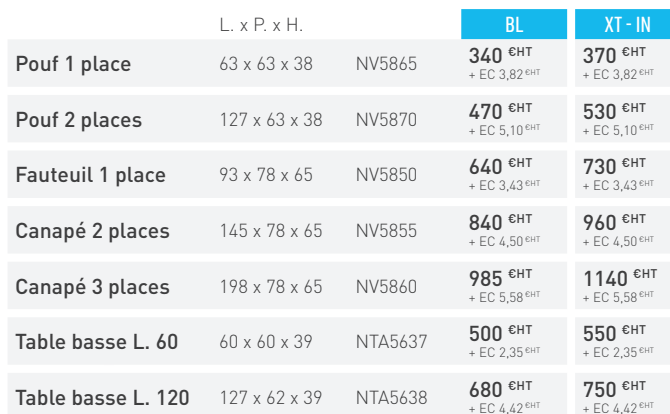 L. x P. x H. BL XT - IN
Pouf 1 place 63 x 63 x 38 NV5865 340 €HT 370 €HT
+ EC 3,82 €HT + EC 3,82 €HT
Pouf 2 places 127 x 63 x 38 NV5870 470 €HT 530 €HT
+ EC 5,10 €HT + EC 5,10 €HT
Fauteuil 1 place 93 x 78 x 65 NV5850 640 €HT 730 €HT
+ EC 3,43 €HT + EC 3,43 €HT
Canapé 2 places 145 x 78 x 65 NV5855 840 €HT 960 €HT
+ EC 4,50 €HT + EC 4,50 €HT
Canapé 3 places 198 x 78 x 65 NV5860 985 €HT 1140 €HT
+ EC 5,58 €HT + EC 5,58 €HT
Table basse L. 60 60 x 60 x 39 NTA5637 500 €HT 550 €HT
+ EC 2,35 €HT + EC 2,35 €HT
Table basse L. 120 127 x 62 x 39 NTA5638 680 €HT 750 €HT
+ EC 4,42 €HT + EC 4,42 €HT